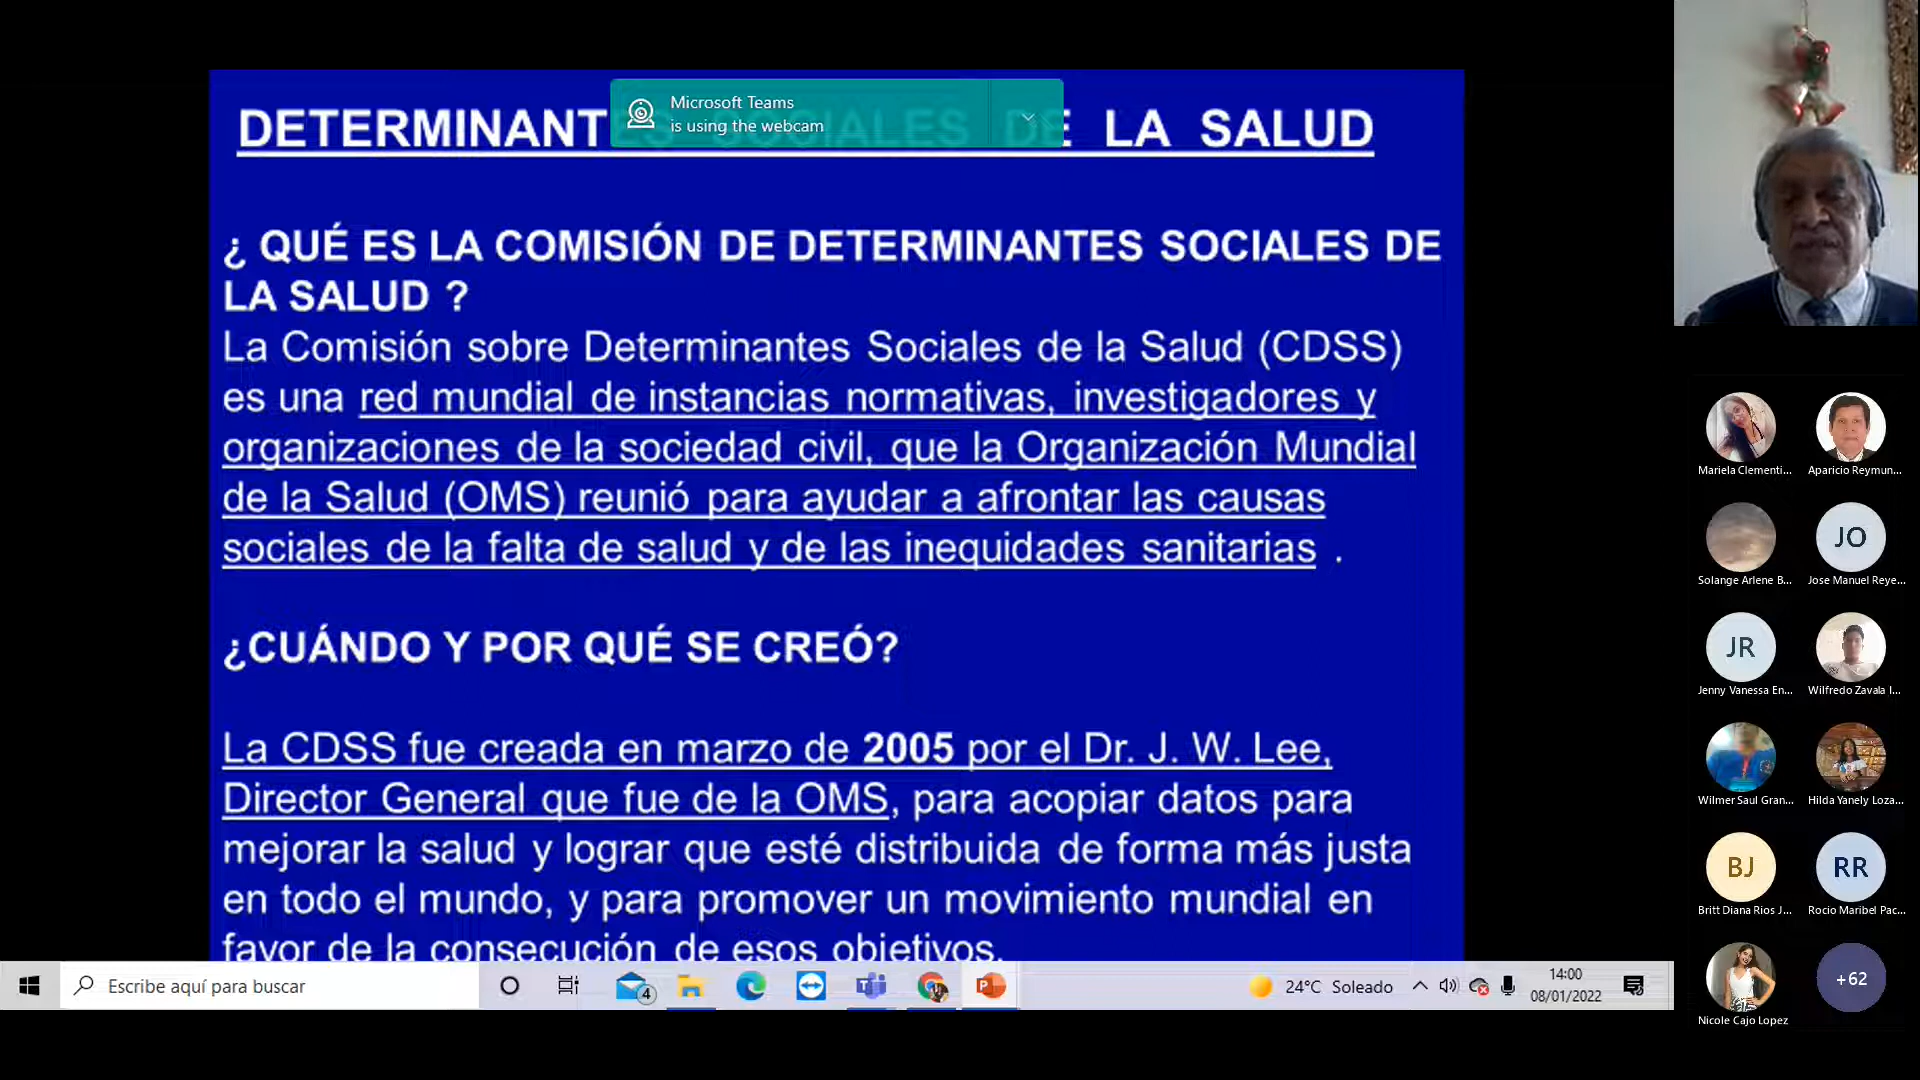 DETERMINANTES SOCIALES DE LA SALUD
Microsoft Teams
is using the webcam
¿ QUÉ ES LA COMISIÓN DE DETERMINANTES SOCIALES DE
LA SALUD ?
La Comisión sobre Determinantes Sociales de la Salud (CDSS)
es una red mundial de instancias normativas, investigadores y
organizaciones de la sociedad civil, que la Organización Mundial
de la Salud (OMS) reunió para ayudar a afrontar las causas
sociales de la falta de salud y de las inequidades sanitarias .
¿CUÁNDO Y POR QUÉ SE CREÓ?
La CDSS fue creada en marzo de 2005 por el Dr. J. W. Lee,
Director General que fue de la OMS, para acopiar datos para
mejorar la salud y lograr que esté distribuida de forma más justa
en todo el mundo, y para promover un movimiento mundial en
favor de la consecución de esos objetivos.
Escribe aquí para buscar
4
24°C Soleado
14:00
08/01/2022
Mariela Clementi...
Aparicio Reymun...
Solange Arlene B...
JO
Jose Manuel Reye...
JR
Jenny Vanessa En...
Wilfredo Zavala I...
Wilmer Saul Gran...
Hilda Yanely Loza...
BJ
Britt Diana Rios J...
RR
Rocio Maribel Pac...
Nicole Cajo Lopez
+62